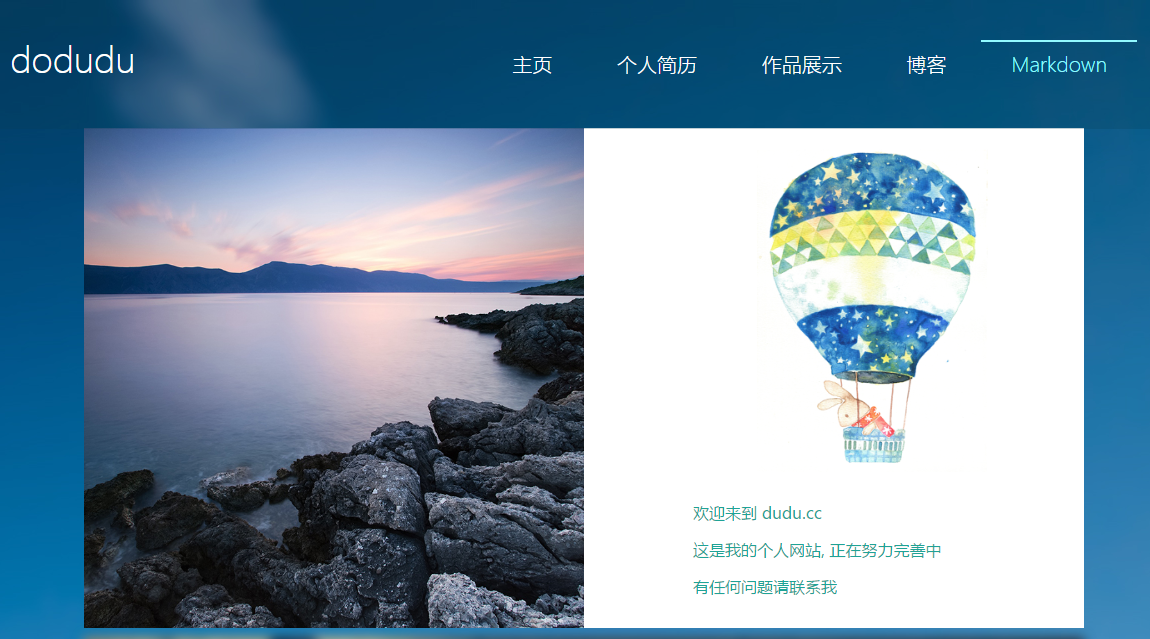 dodudu
主页 个人简历 作品展示 博客 Markdown
欢迎来到 dudu.cc
这是我的个人网站, 正在努力完善中
有任何问题请联系我